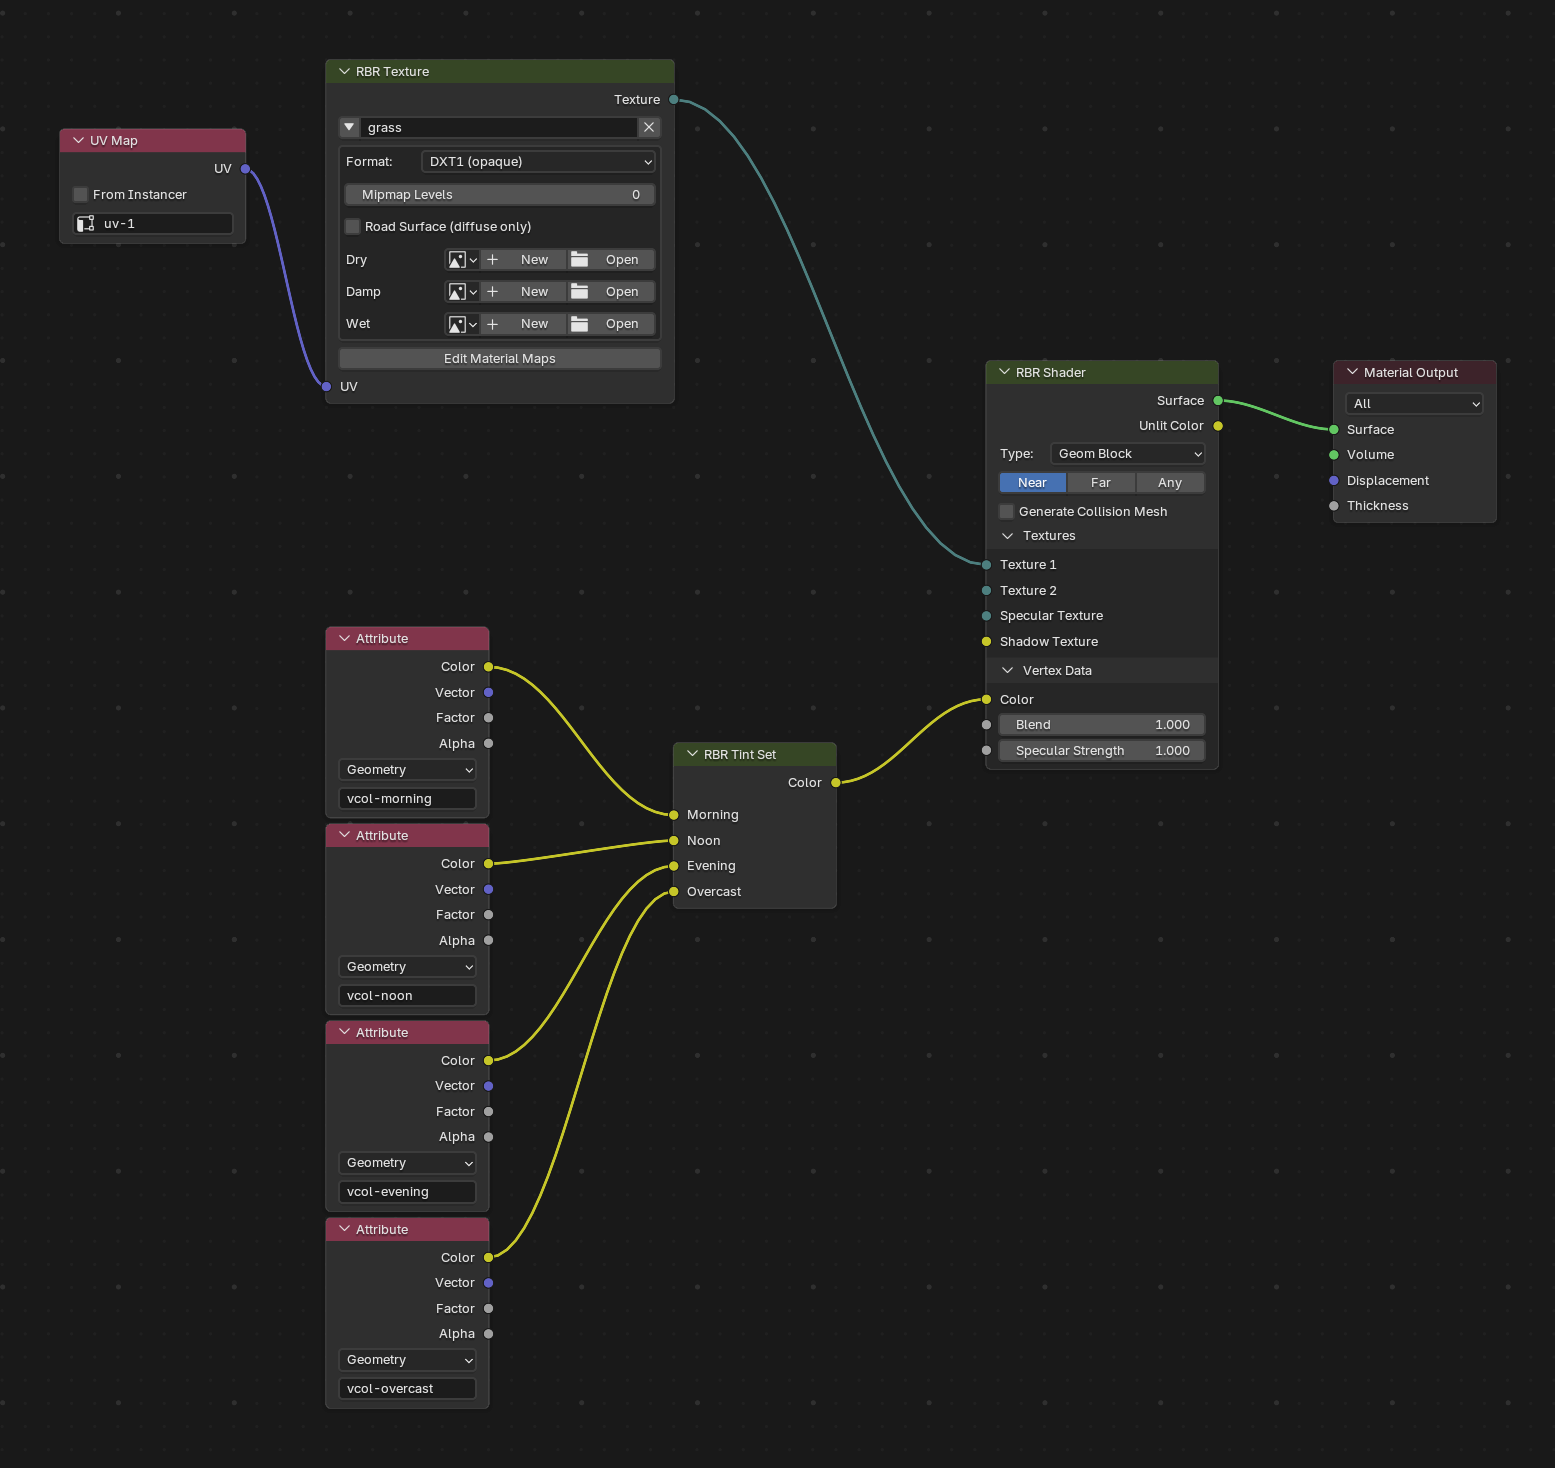 UV Map
UV
From Instancer
uv-1
RBR Texture
Texture
grass
Format: DXT1 (opaque)
Mipmap Levels 0
Road Surface (diffuse only)
Dry New Open
Damp New Open
Wet New Open
Edit Material Maps
UV
RBR Shader
Surface
Unlit Color
Type: Geom Block
Near Far Any
Generate Collision Mesh
Textures
Texture 1
Texture 2
Specular Texture
Shadow Texture
Vertex Data
Color
Blend 1.000
Specular Strength 1.000
Material Output
All
Surface
Volume
Displacement
Thickness
Attribute
Color
Vector
Factor
Alpha
Geometry
vcol-morning
Attribute
Color
Vector
Factor
Alpha
Geometry
vcol-noon
Attribute
Color
Vector
Factor
Alpha
Geometry
vcol-evening
Attribute
Color
Vector
Factor
Alpha
Geometry
vcol-overcast
RBR Tint Set
Color
Morning
Noon
Evening
Overcast